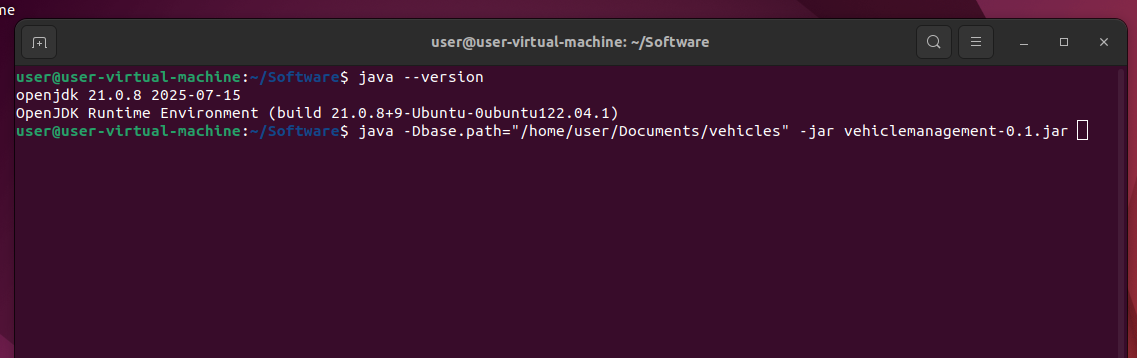 me
user@user-virtual-machine: ~/Software
user@user-virtual-machine:~/Software$ java --version
openjdk 21.0.8 2025-07-15
OpenJDK Runtime Environment (build 21.0.8+9-Ubuntu-0ubuntu122.04.1)
user@user-virtual-machine:~/Software$ java -Dbase.path="/home/user/Documents/vehicles" -jar vehiclemanagement-0.1.jar